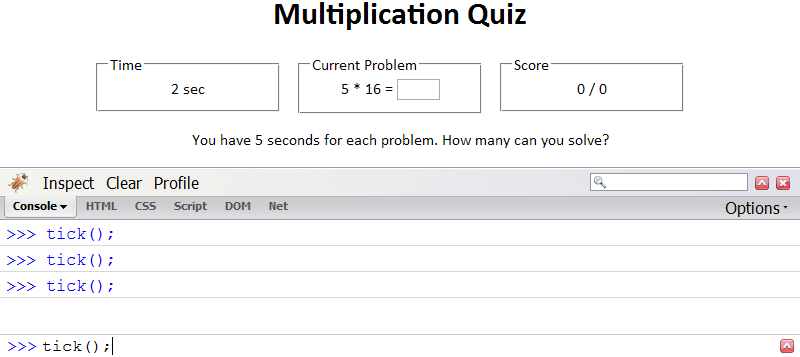 Multiplication Quiz
Time Current Problem Score
2 sec 5 * 16 = 0 / 0
You have 5 seconds for each problem. How many can you solve?
Inspect Clear Profile
Console HTML CSS Script DOM Net Options
>>> tick();
>>> tick();
>>> tick();
>>> tick();